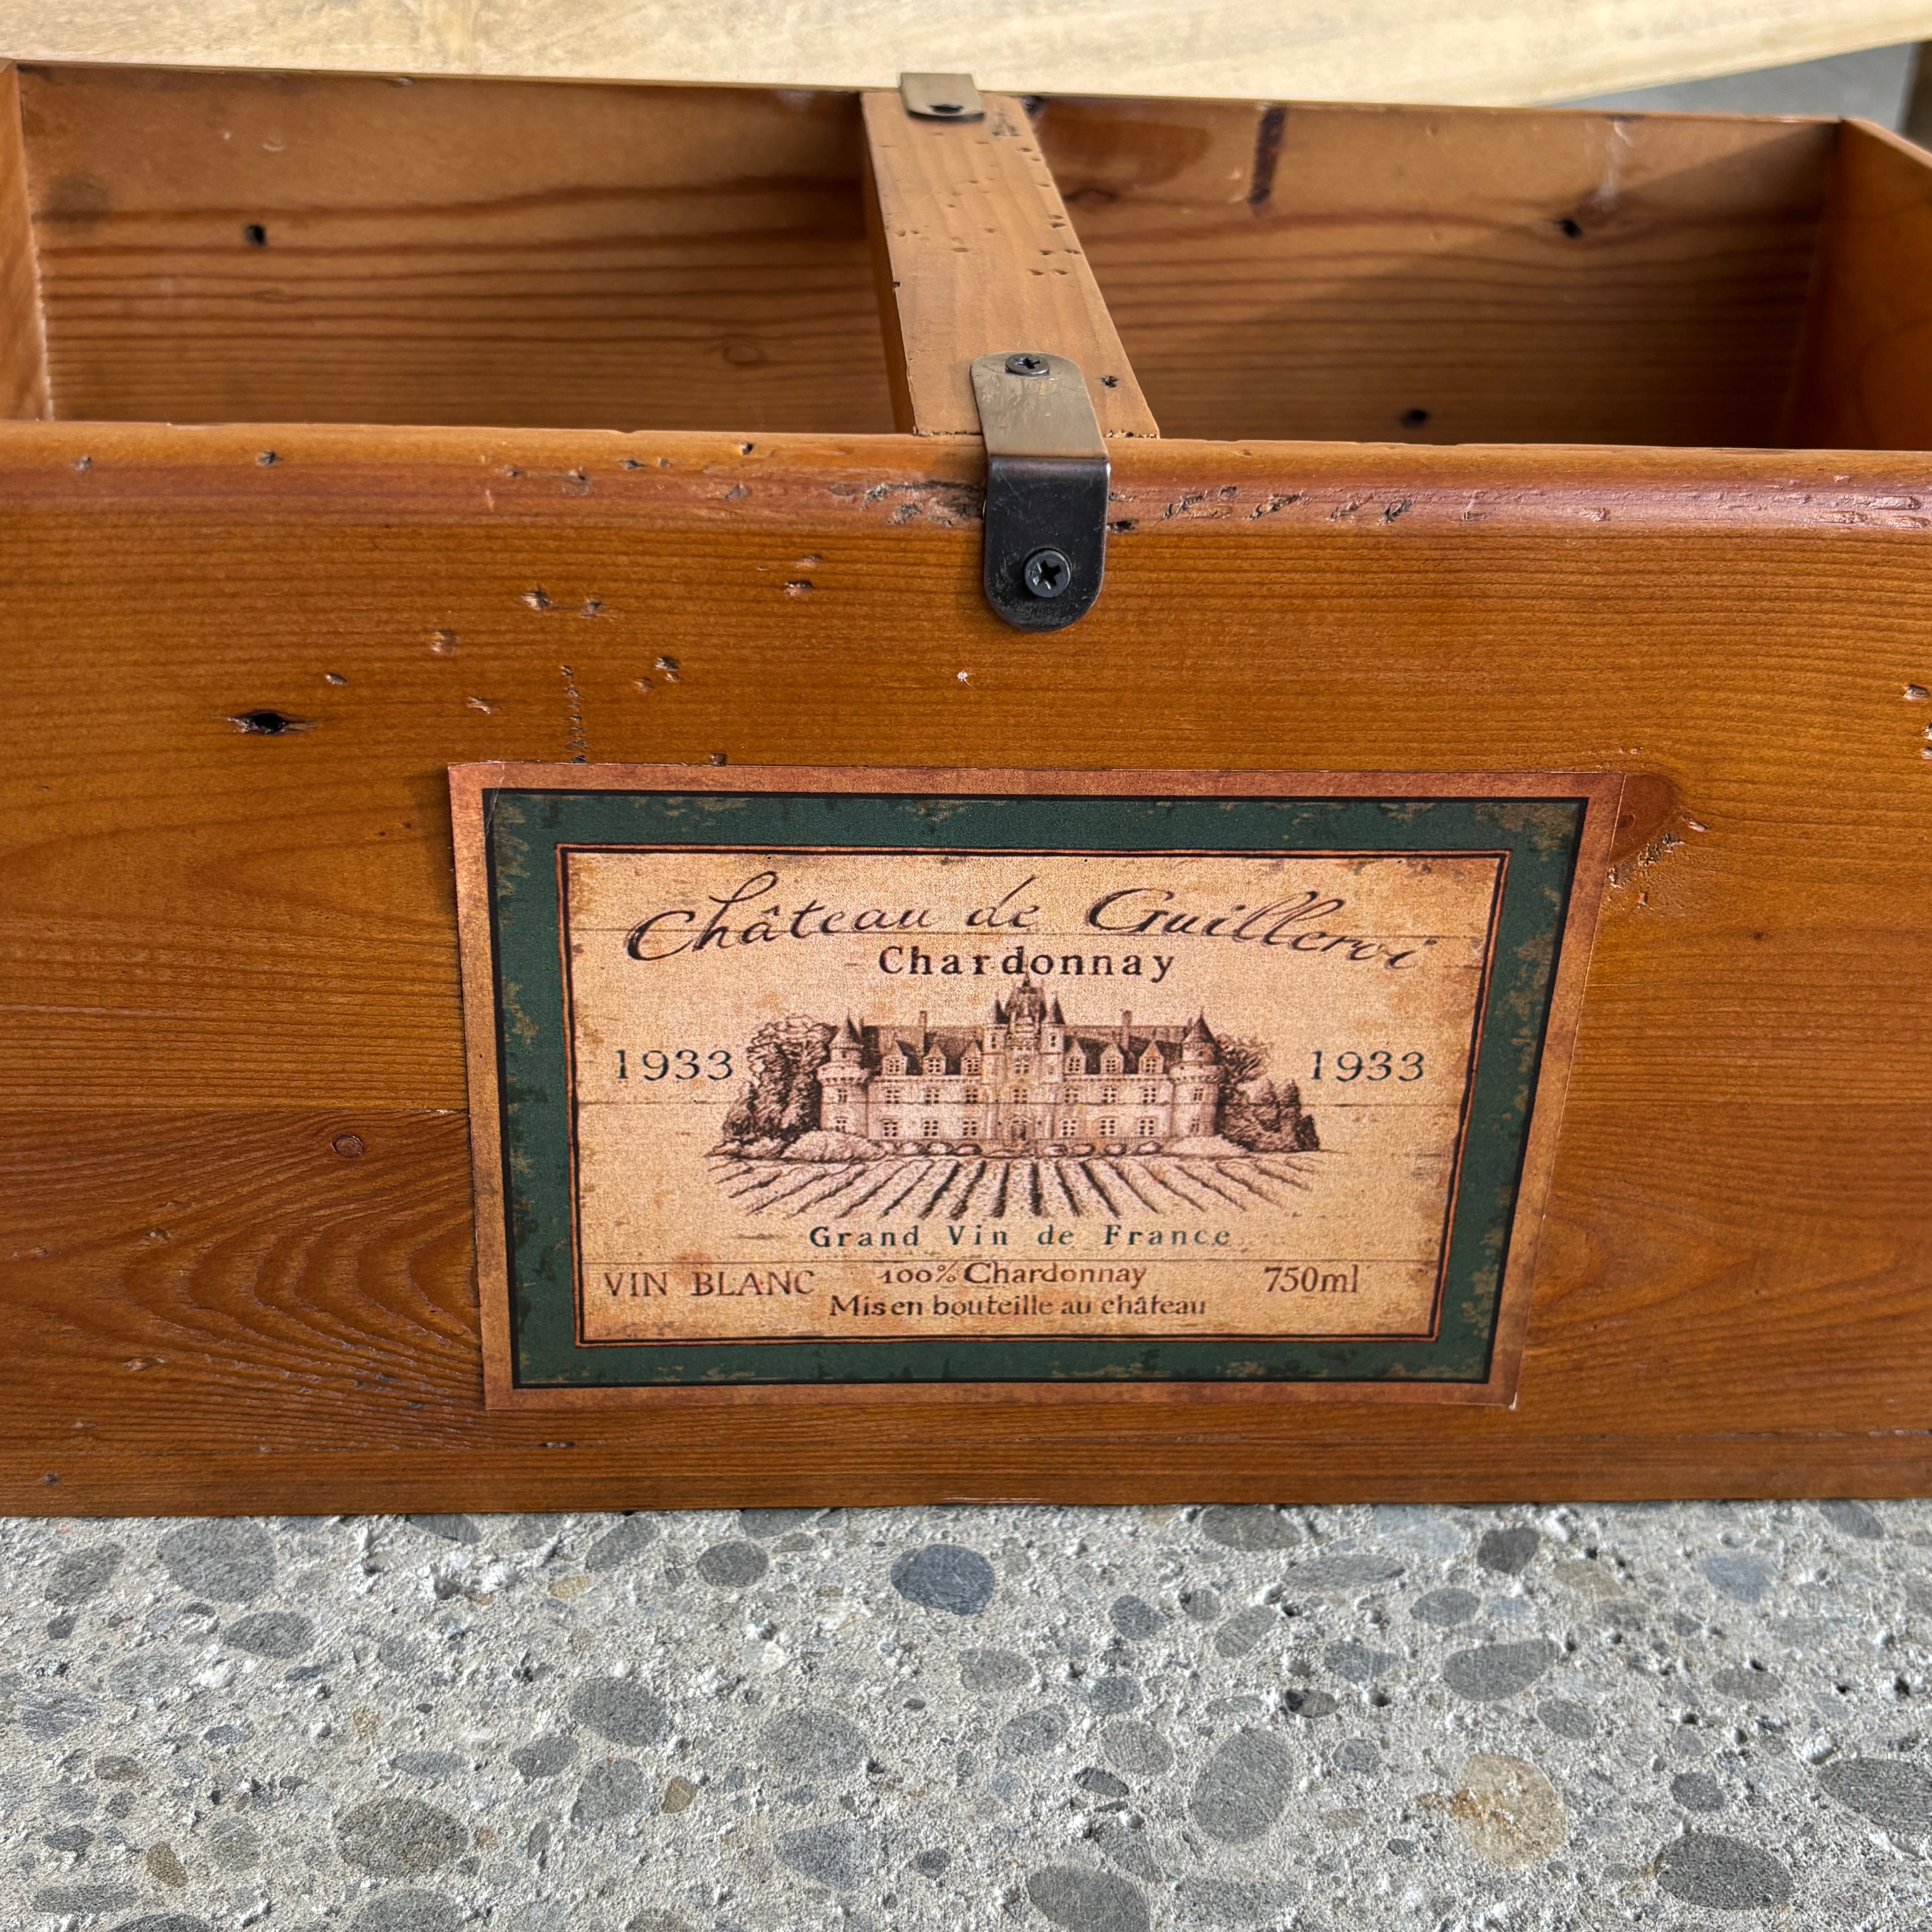 Château de Guilleroi
Chardonnay
1933 1933
Grand Vin de France
VIN BLANC 100% Chardonnay 750ml
Mis en bouteille au château